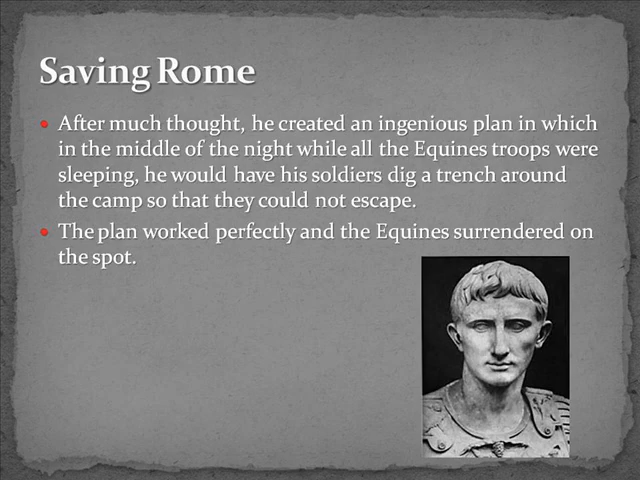 Saving Rome
After much thought, he created an ingenious plan in which
in the middle of the night while all the Equines troops were
sleeping, he would have his soldiers dig a trench around
the camp so that they could not escape.
The plan worked perfectly and the Equines surrendered on
the spot.